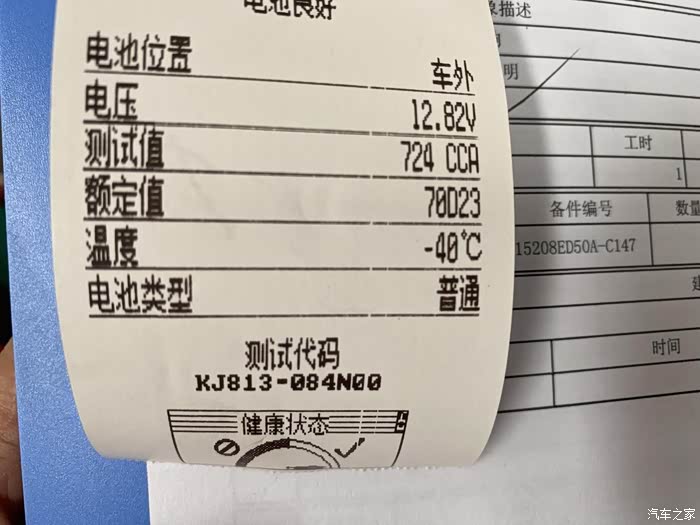 电池良好
电池位置 车外
电压 12.82V
测试值 724 CCA
额定值 70D23
温度 -40℃
电池类型 普通
测试代码
KJ813-084N00
健康状态
象描述
明
工时
1
备件编号
数量
15208ED50A-C147
时间
汽车之家